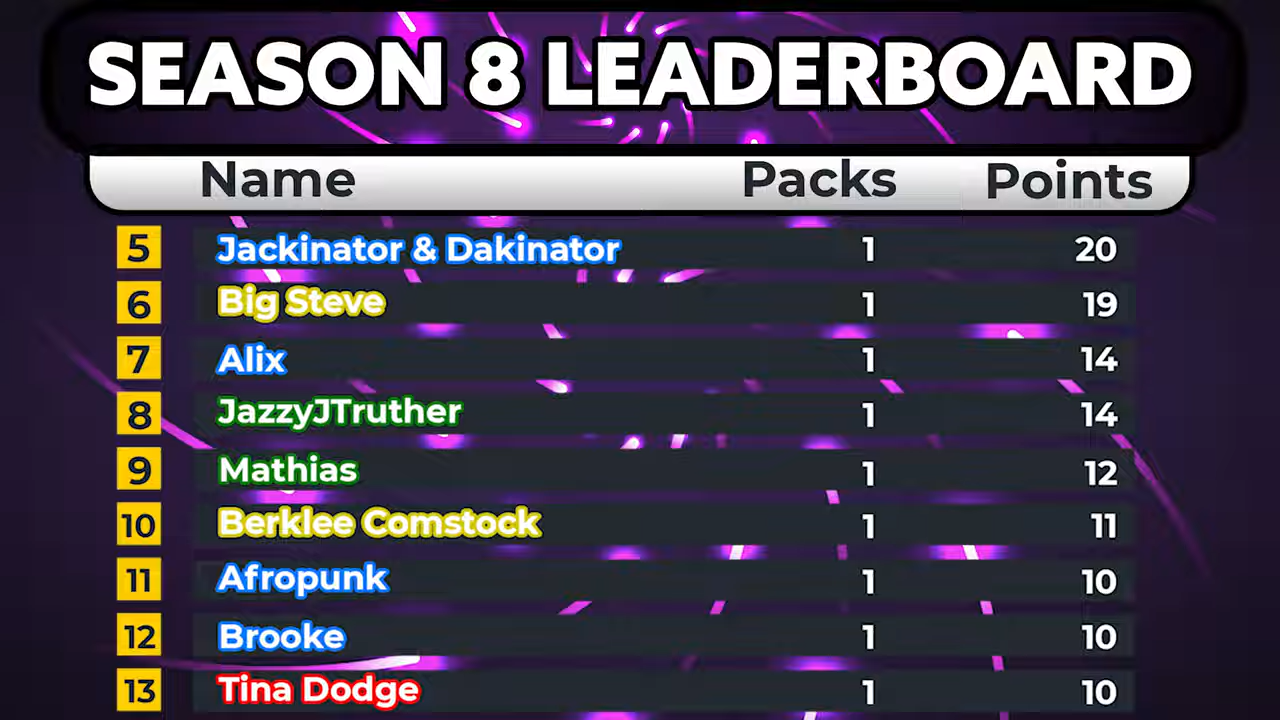 SEASON 8 LEADERBOARD
Name Packs Points
5 Jackinator & Dakinator 1 20
6 Big Steve 1 19
7 Alix 1 14
8 JazzyJTruther 1 14
9 Mathias 1 12
10 Berklee Comstock 1 11
11 Afropunk 1 10
12 Brooke 1 10
13 Tina Dodge 1 10